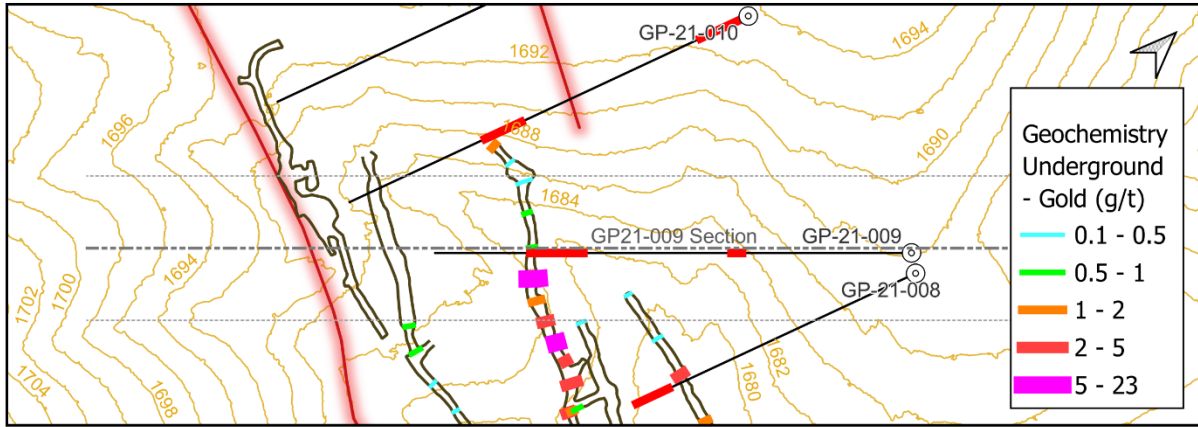 GP-21-010
1694
1692
1696
1688
1690
1684
GP21-009 Section
GP-21-009
1694
1700
1702
GP-21-008
1682
1680
1704
1698
Geochemistry
Underground
- Gold (g/t)
0.1 - 0.5
0.5 - 1
1 - 2
2 - 5
5 - 23